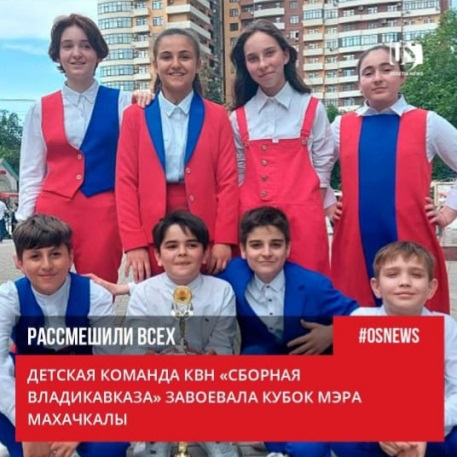 РАССМЕШИЛИ ВСЕХ
#OSNEWS
ДЕТСКАЯ КОМАНДА КВН «СБОРНАЯ
ВЛАДИКАВКАЗА» ЗАВОЕВАЛА КУБОК МЭРА
МАХАЧКАЛЫ